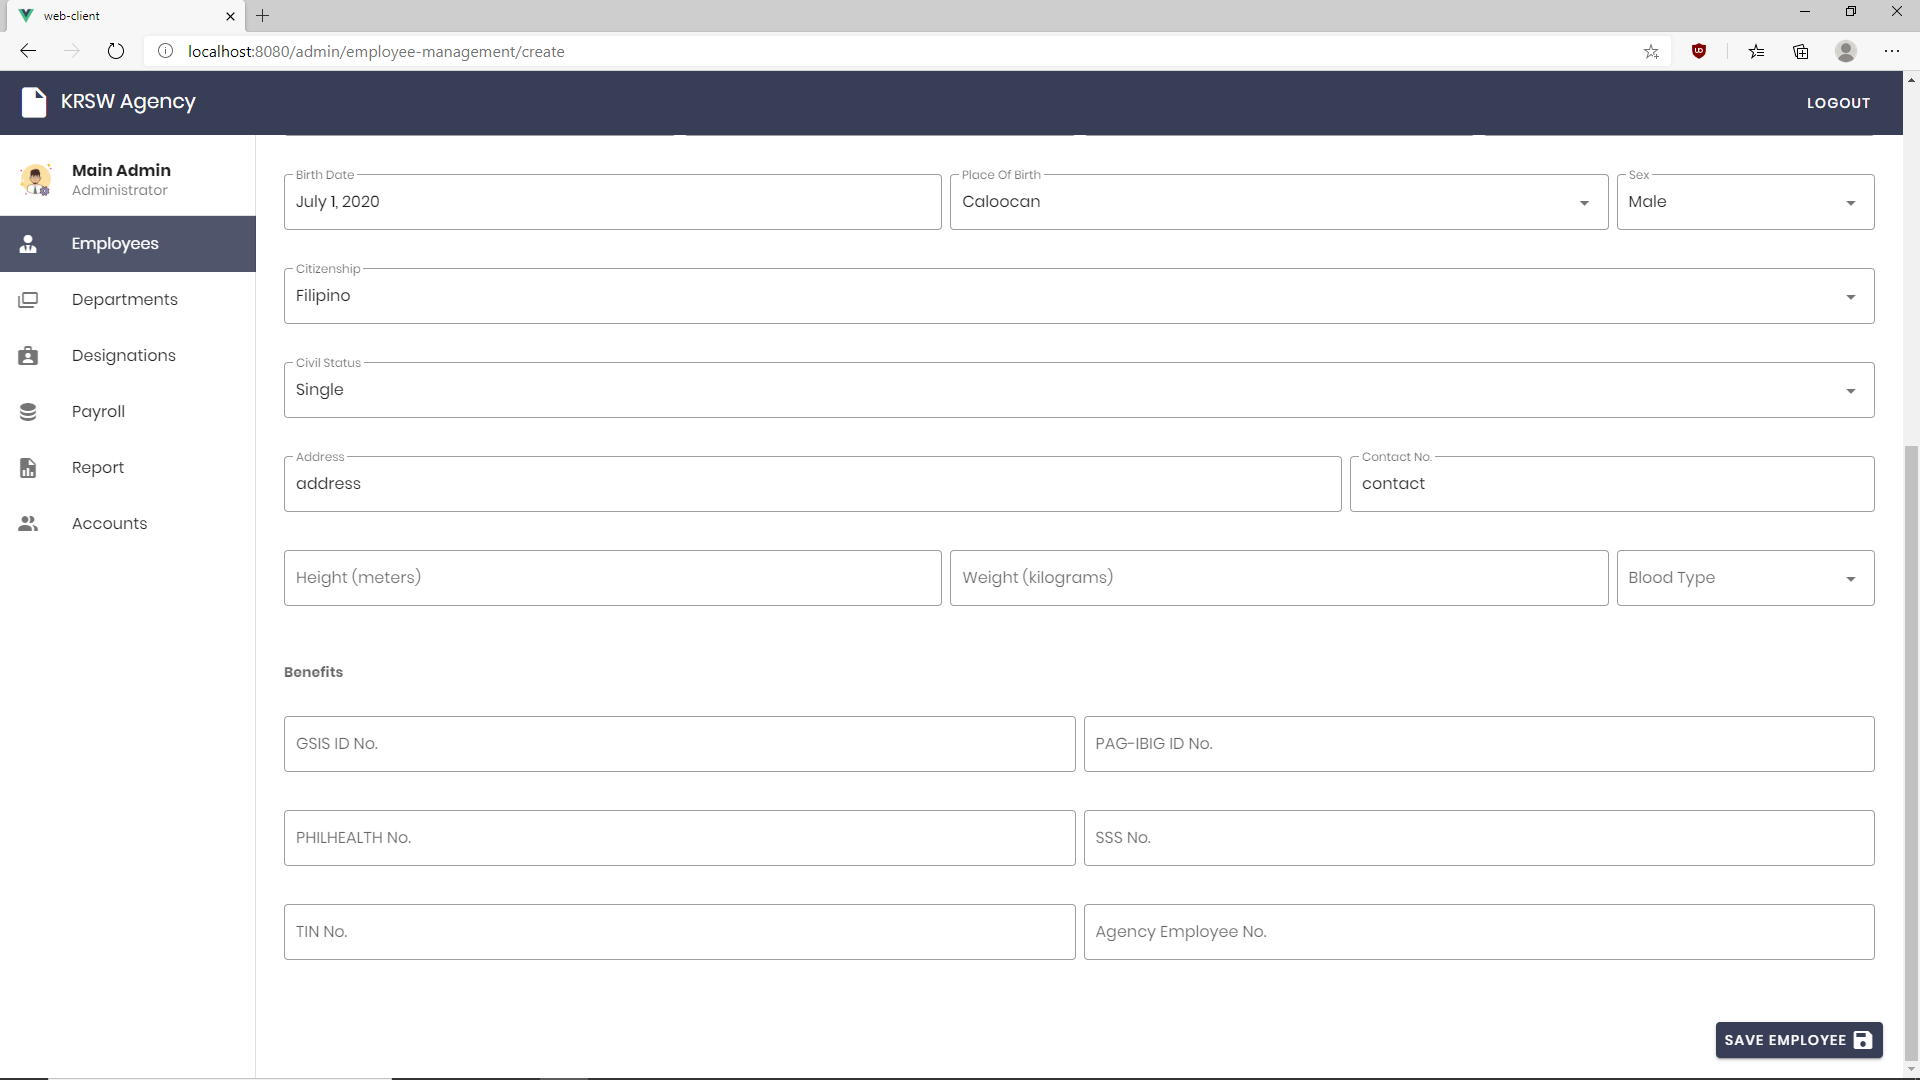 web-client
localhost:8080/admin/employee-management/create
KRSW Agency
LOGOUT
Main Admin
Administrator
Employees
Departments
Designations
Payroll
Report
Accounts
Birth Date
July 1, 2020
Place Of Birth
Caloocan
Sex
Male
Citizenship
Filipino
Civil Status
Single
Address
address
Contact No.
contact
Height (meters)
Weight (kilograms)
Blood Type
Benefits
GSIS ID No.
PAG-IBIG ID No.
PHILHEALTH No.
SSS No.
TIN No.
Agency Employee No.
SAVE EMPLOYEE